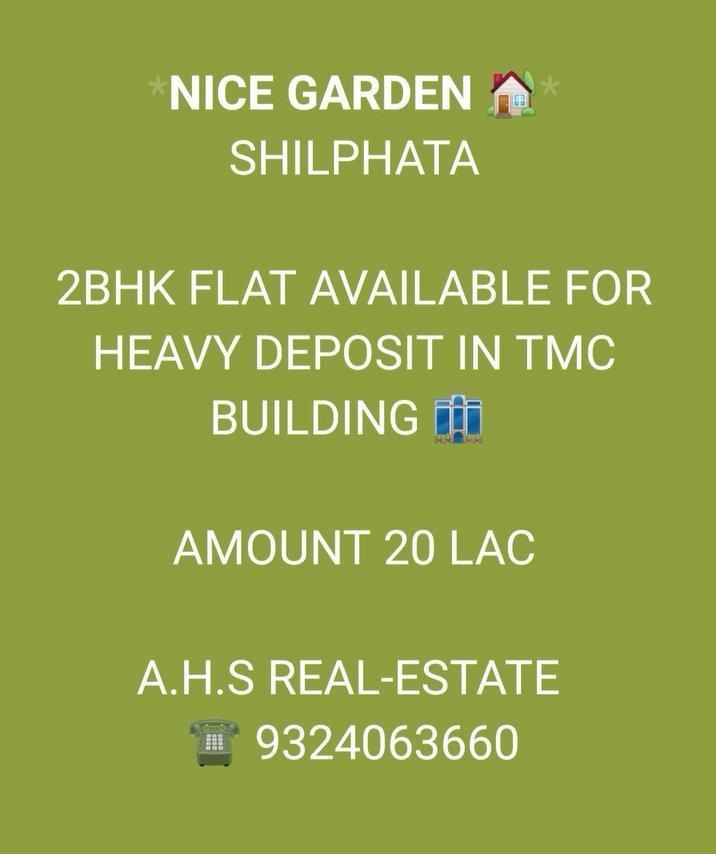 *NICE GARDEN 🏡*
SHILPHATA
2BHK FLAT AVAILABLE FOR
HEAVY DEPOSIT IN TMC
BUILDING 🏬
AMOUNT 20 LAC
A.H.S REAL-ESTATE
☎️ 9324063660